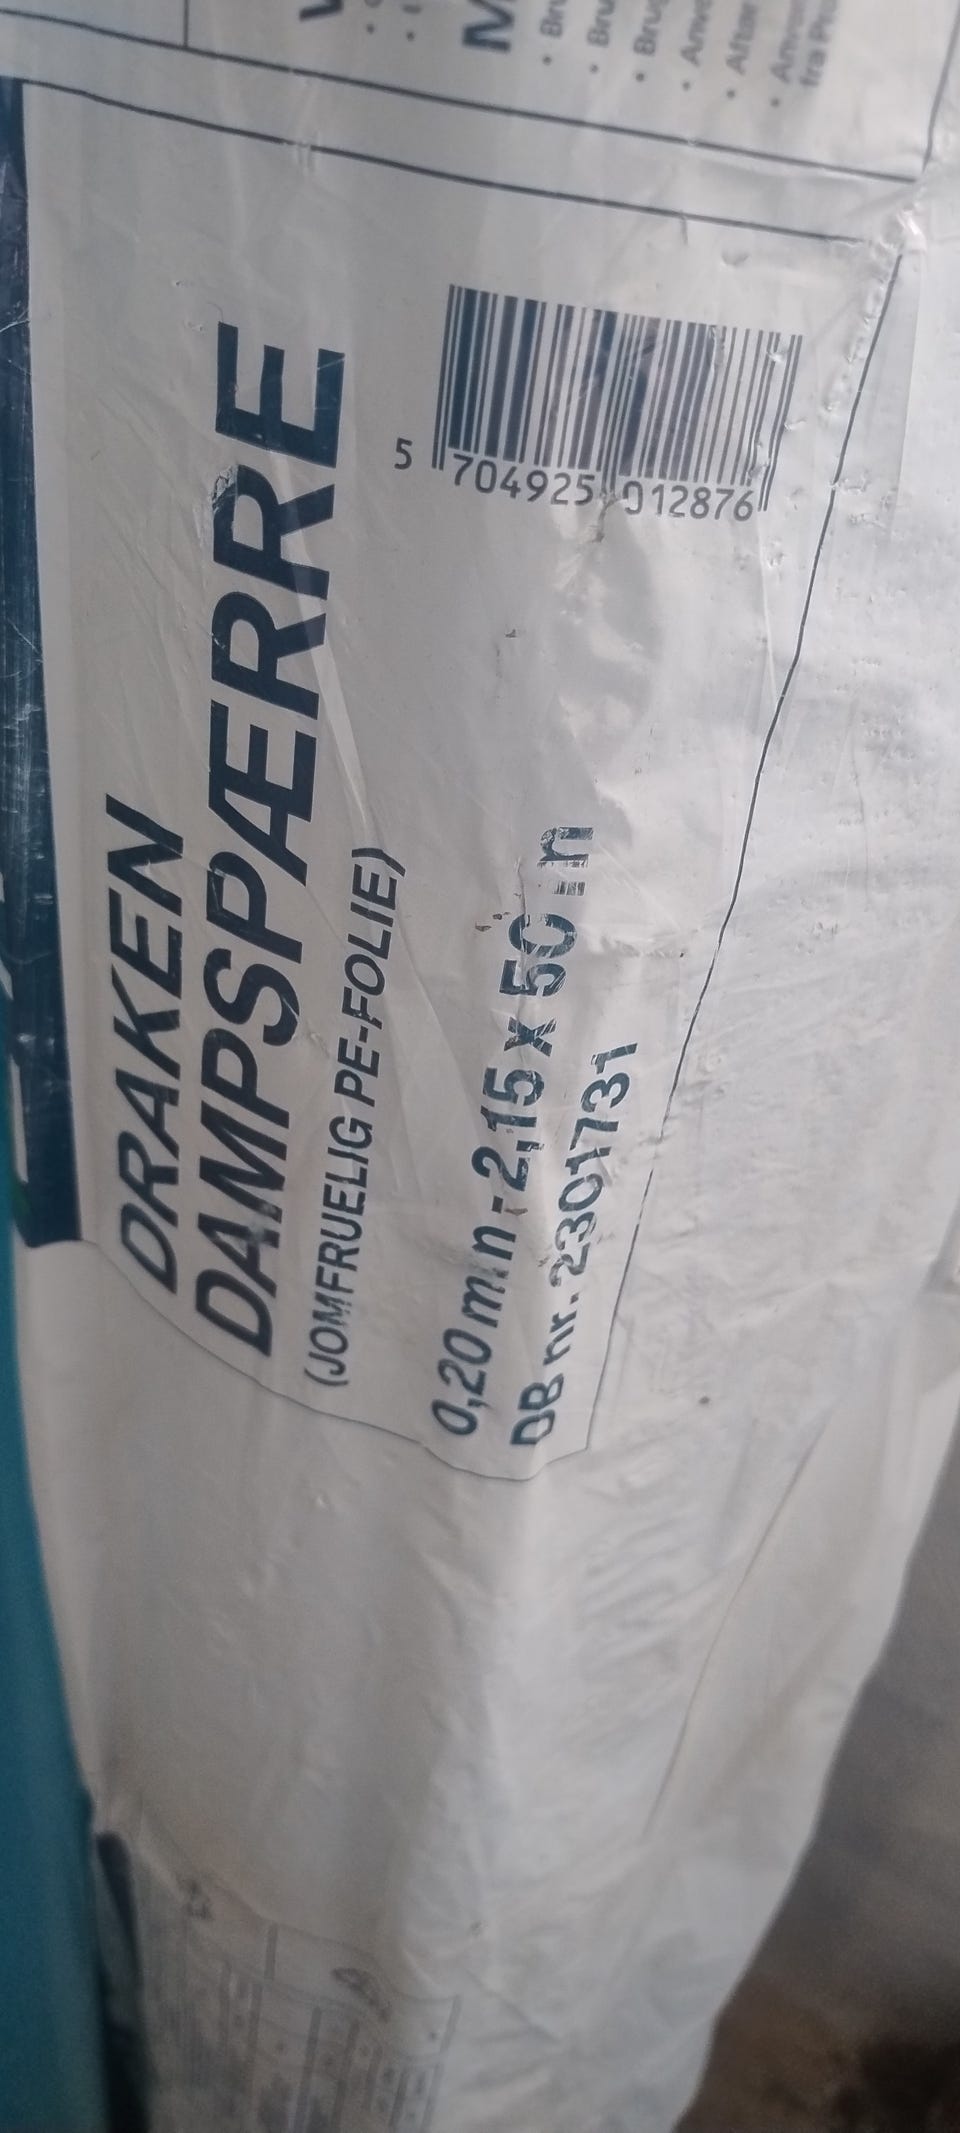 DRAKEN
DAMPSPÆRRE
(JOMFRUELIG PE-FOLIE)
0,20 mm - 2,15 x 50 m
DB nr. 2301731
5 704925 012876